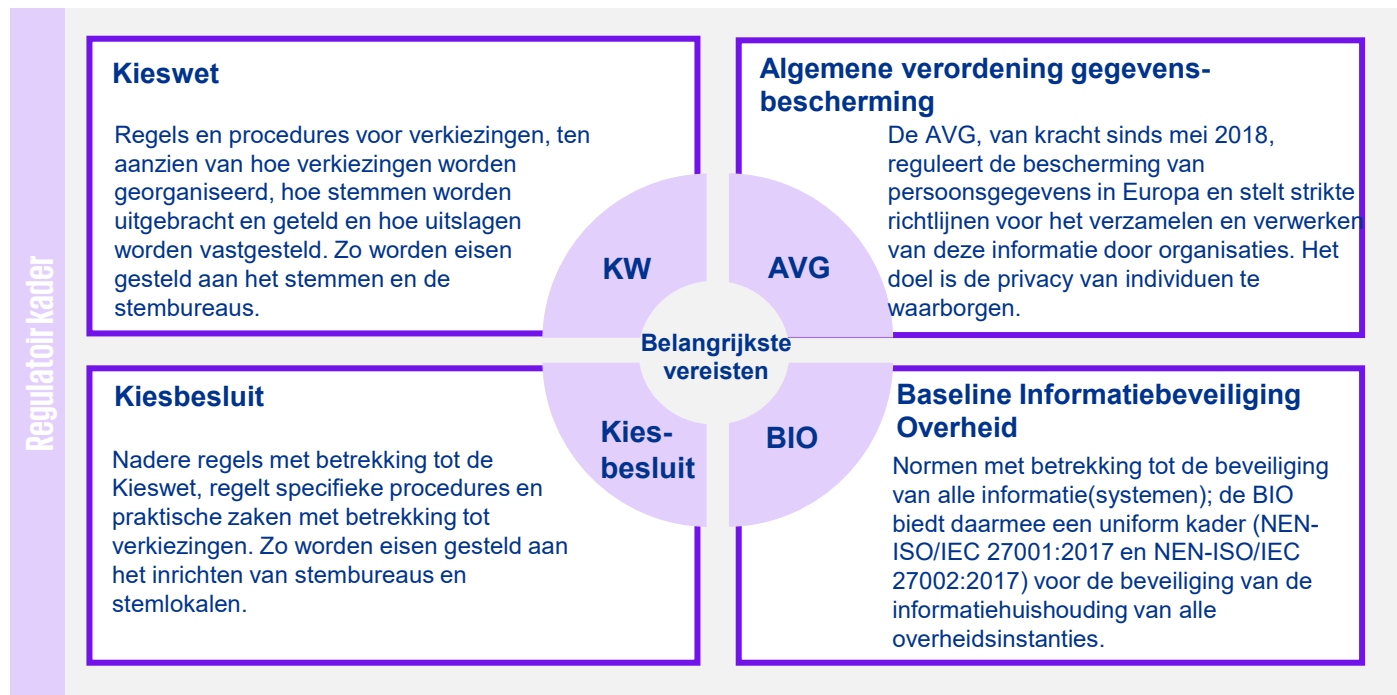 Regulatoir kader
Kieswet
Regels en procedures voor verkiezingen, ten
aanzien van hoe verkiezingen worden
georganiseerd, hoe stemmen worden
uitgebracht en geteld en hoe uitslagen
worden vastgesteld. Zo worden eisen
gesteld aan het stemmen en de
stembureaus.
Algemene verordening gegevens-
bescherming
De AVG, van kracht sinds mei 2018,
reguleert de bescherming van
persoonsgegevens in Europa en stelt strikte
richtlijnen voor het verzamelen en verwerken
van deze informatie door organisaties. Het
doel is de privacy van individuen te
waarborgen.
KW
AVG
Belangrijkste
vereisten
Kies-
besluit
BIO
Kiesbesluit
Nadere regels met betrekking tot de
Kieswet, regelt specifieke procedures en
praktische zaken met betrekking tot
verkiezingen. Zo worden eisen gesteld aan
het inrichten van stembureaus en
stemlokalen.
Baseline Informatiebeveiliging
Overheid
Normen met betrekking tot de beveiliging
van alle informatie(systemen); de BIO
biedt daarmee een uniform kader (NEN-
ISO/IEC 27001:2017 en NEN-ISO/IEC
27002:2017) voor de beveiliging van de
informatiehuishouding van alle
overheidsinstanties.